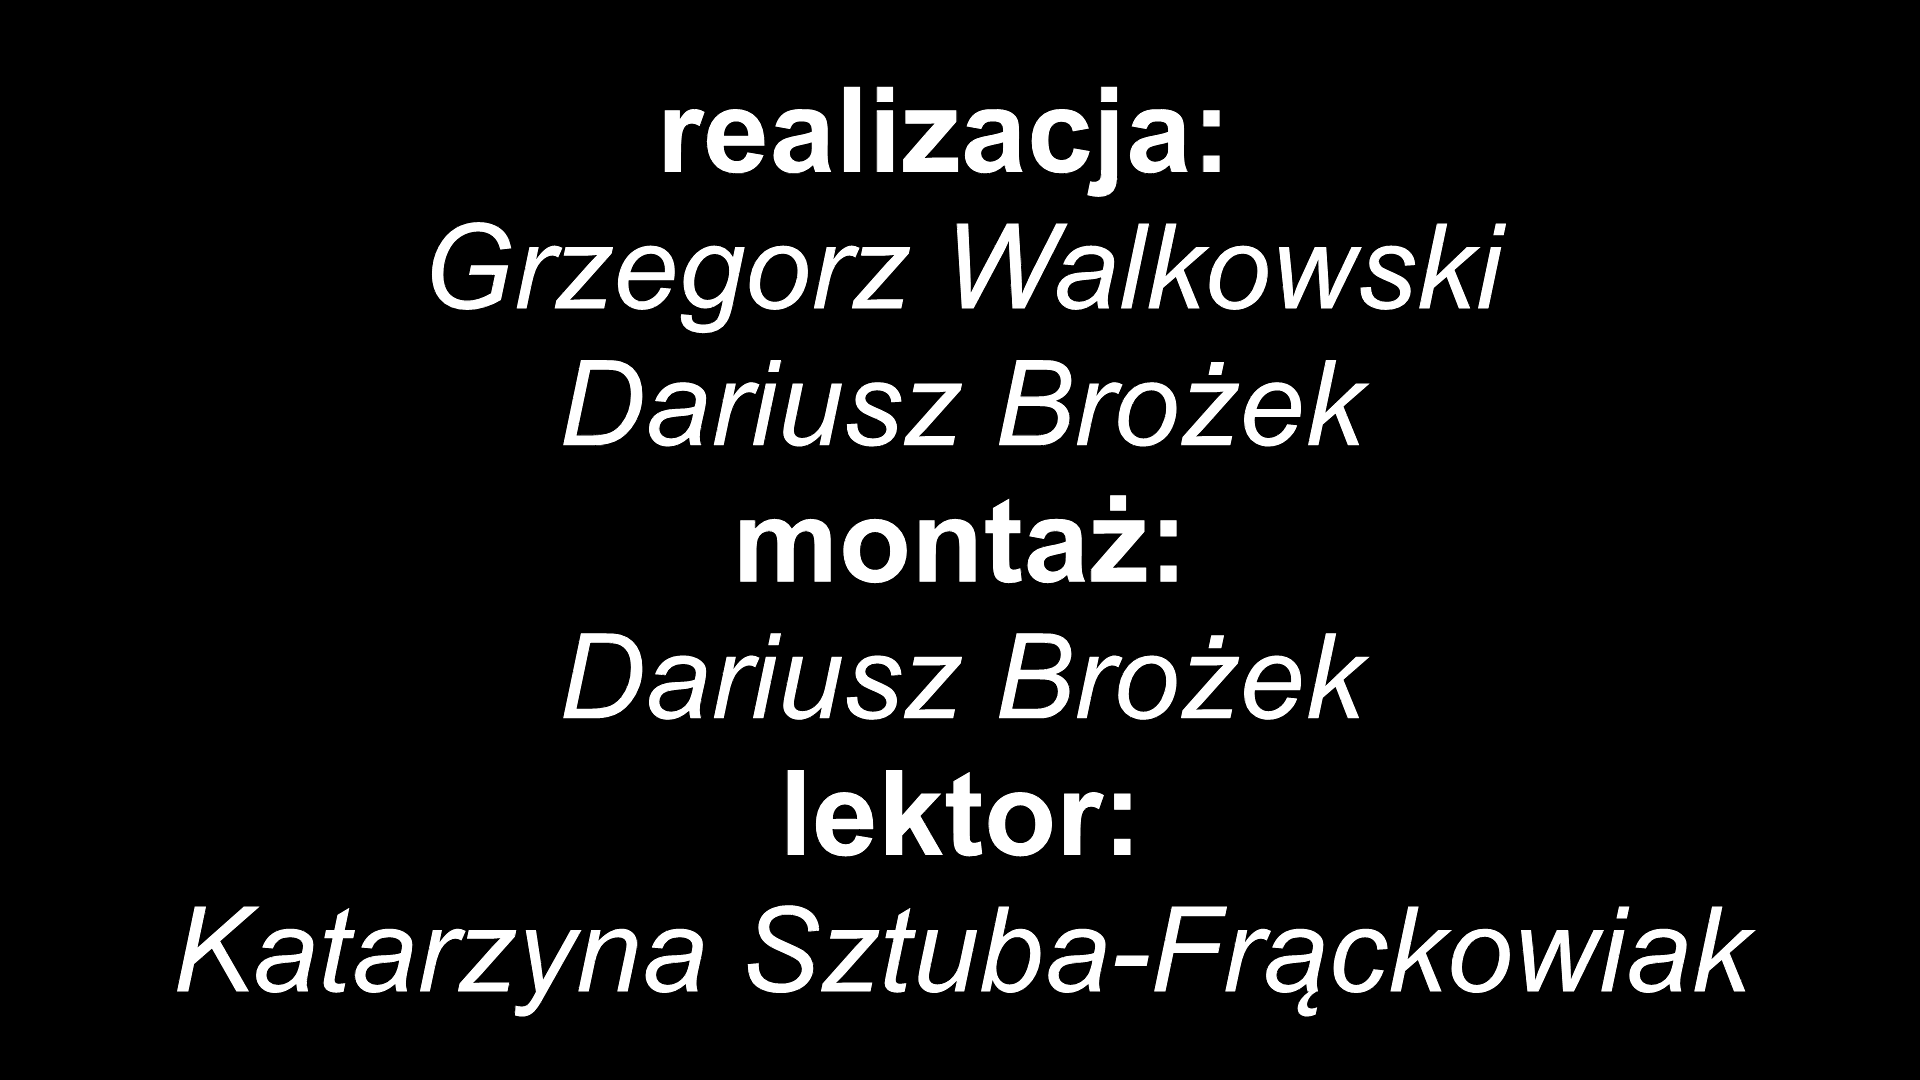 realizacja:
Grzegorz Walkowski
Dariusz Brożek
montaż:
Dariusz Brożek
lektor:
Katarzyna Sztuba-Frąckowiak